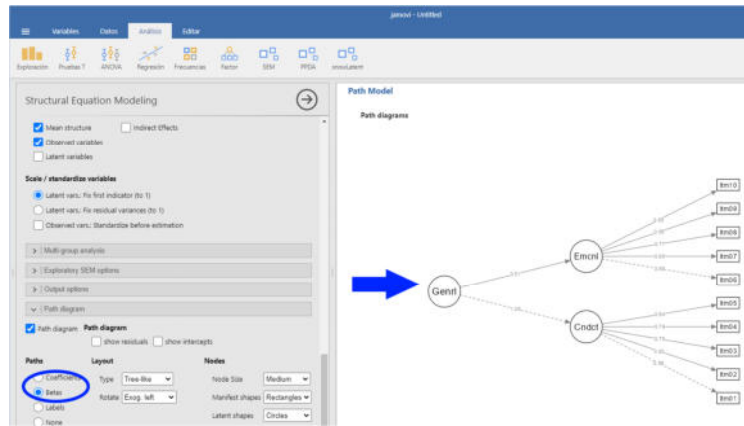 jamovi - Untitled
Variables Datos Análisis Editar
Exploración Pruebas T ANOVA Regresión Frecuencias Factor SEM PPDA snowLatent
Structural Equation Modeling
Mean structure Indirect Effects
Observed variables
Latent variables
Scale / standardize variables
Latent vars.: Fix first indicator (to 1)
Latent vars.: Fix residual variances (to 1)
Observed vars.: Standardize before estimation
Multi-group analysis
Exploratory SEM options
Output options
Path diagram
Path diagram Path diagram
show residuals show intercepts
Paths Layout Nodes
Coefficients Type Tree-like Node Size Medium
Betas Rotate Exog. left Manifest shapes Rectangles
Labels Latent shapes Circles
None
Path Model
Path diagrams
Itm10
Itm09
Itm08
Emcnl
Itm07
Itm06
Genrl
Itm05
Cndct
Itm04
Itm03
Itm02
Itm01